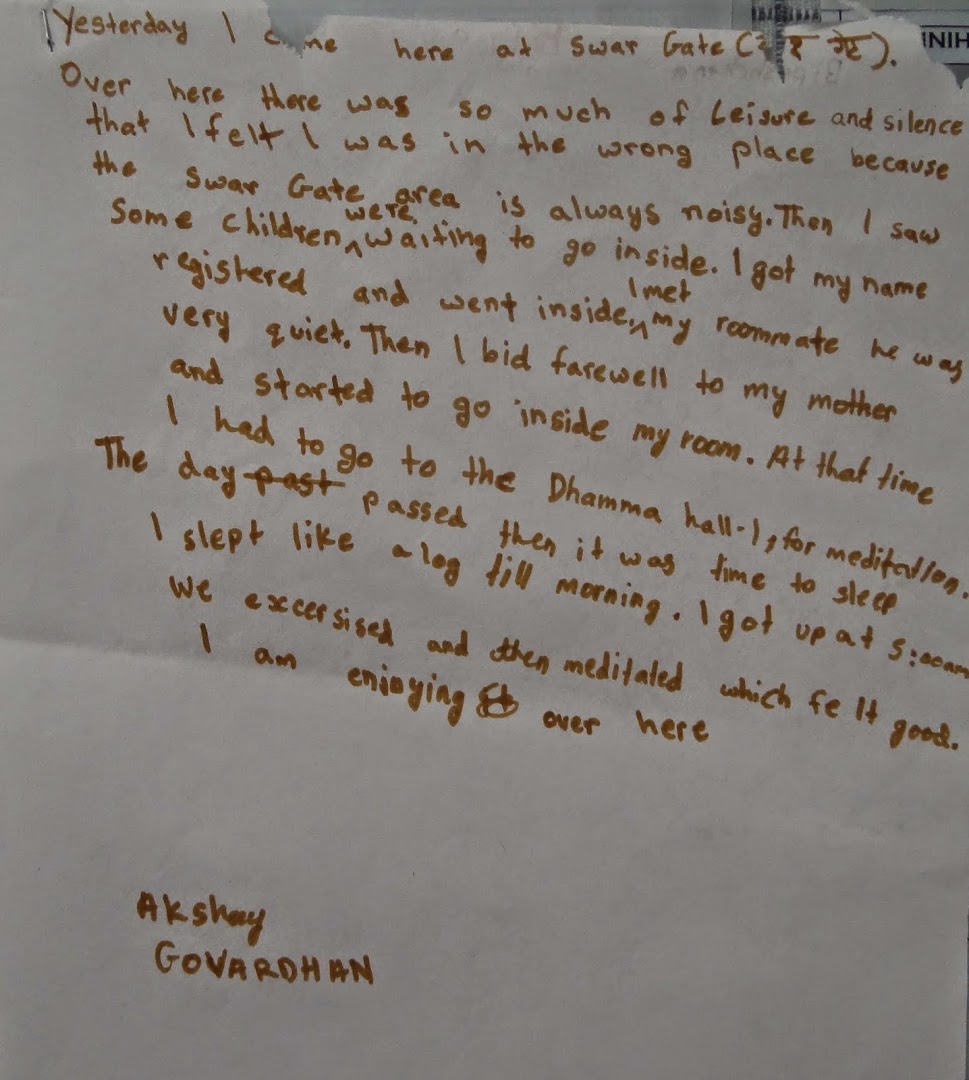 Yesterday I came here at Swar Gate ( र गेट).
INIH
Over here there was so much of Leisure and silence
that I felt I was in the wrong place because
the Swar Gate area is always noisy. Then I saw
Some children, ^ were waiting to go inside. I got my name
registered and went inside, ^ I met my roommate he was
very quiet. Then I bid farewell to my mother
and started to go inside my room. At that time
I had to go to the Dhamma hall-1, for meditation.
The day past passed then it was time to sleep
I slept like a log till morning. I got up at 5:00am
We excersised and then meditaled which felt good.
I am enjoying over here
Akshay
GOVARDHAN